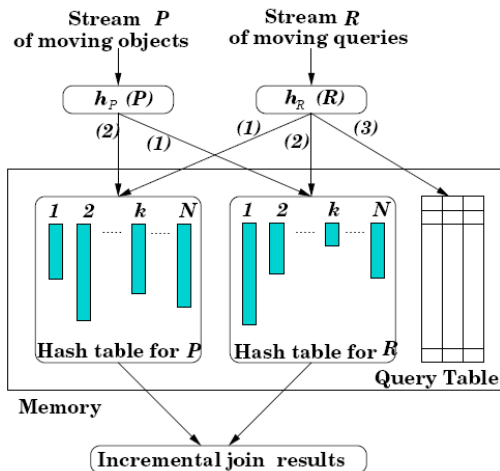 Stream P
of moving objects
Stream R
of moving queries
h_P (P)
h_R (R)
(2)
(1)
(1)
(2)
(3)
1 2 ...... k ...... N
1 2 ...... k ...... N
Hash table for P
Hash table for R
Query Table
Memory
Incremental join results